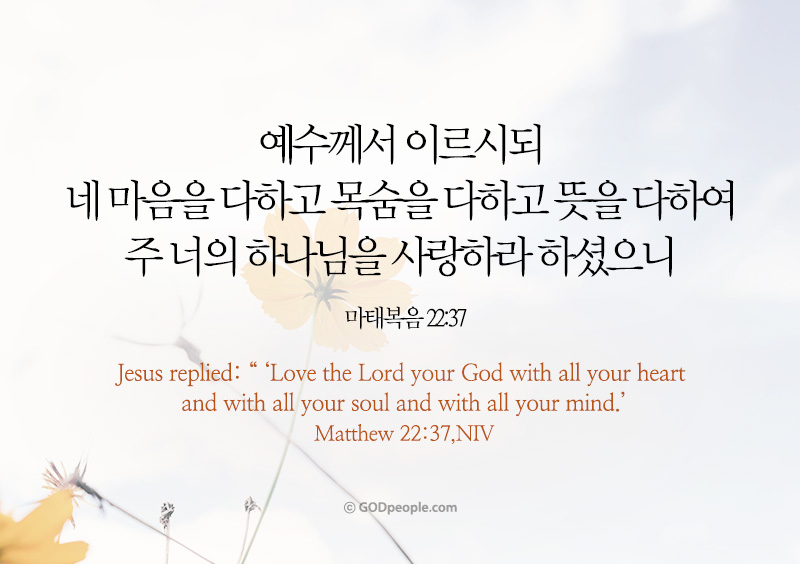 예수께서 이르시되
네 마음을 다하고 목숨을 다하고 뜻을 다하여
주 너의 하나님을 사랑하라 하셨으니
마태복음 22:37
Jesus replied: “ ‘Love the Lord your God with all your heart
and with all your soul and with all your mind.’
Matthew 22:37,NIV
© GODpeople.com